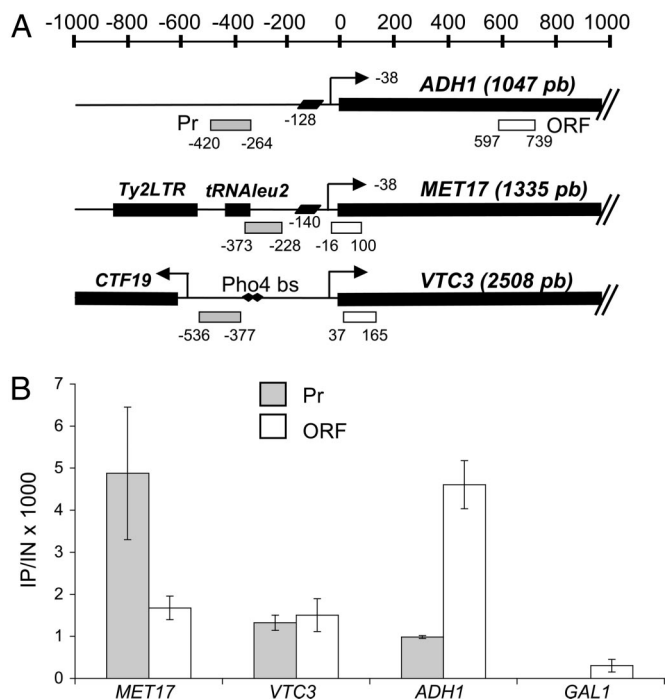 A
-1000 -800 -600 -400 -200 0 200 400 600 800 1000
-38
ADH1 (1047 pb)
-128
Pr
ORF
-420 -264
597 739
-38
Ty2LTR tRNAleu2
MET17 (1335 pb)
-140
-373 -228 -16 100
CTF19
Pho4 bs
VTC3 (2508 pb)
-536 -377 37 165
B
7
6
5
4
3
2
1
0
IP/IN x 1000
Pr
ORF
MET17 VTC3 ADH1 GAL1